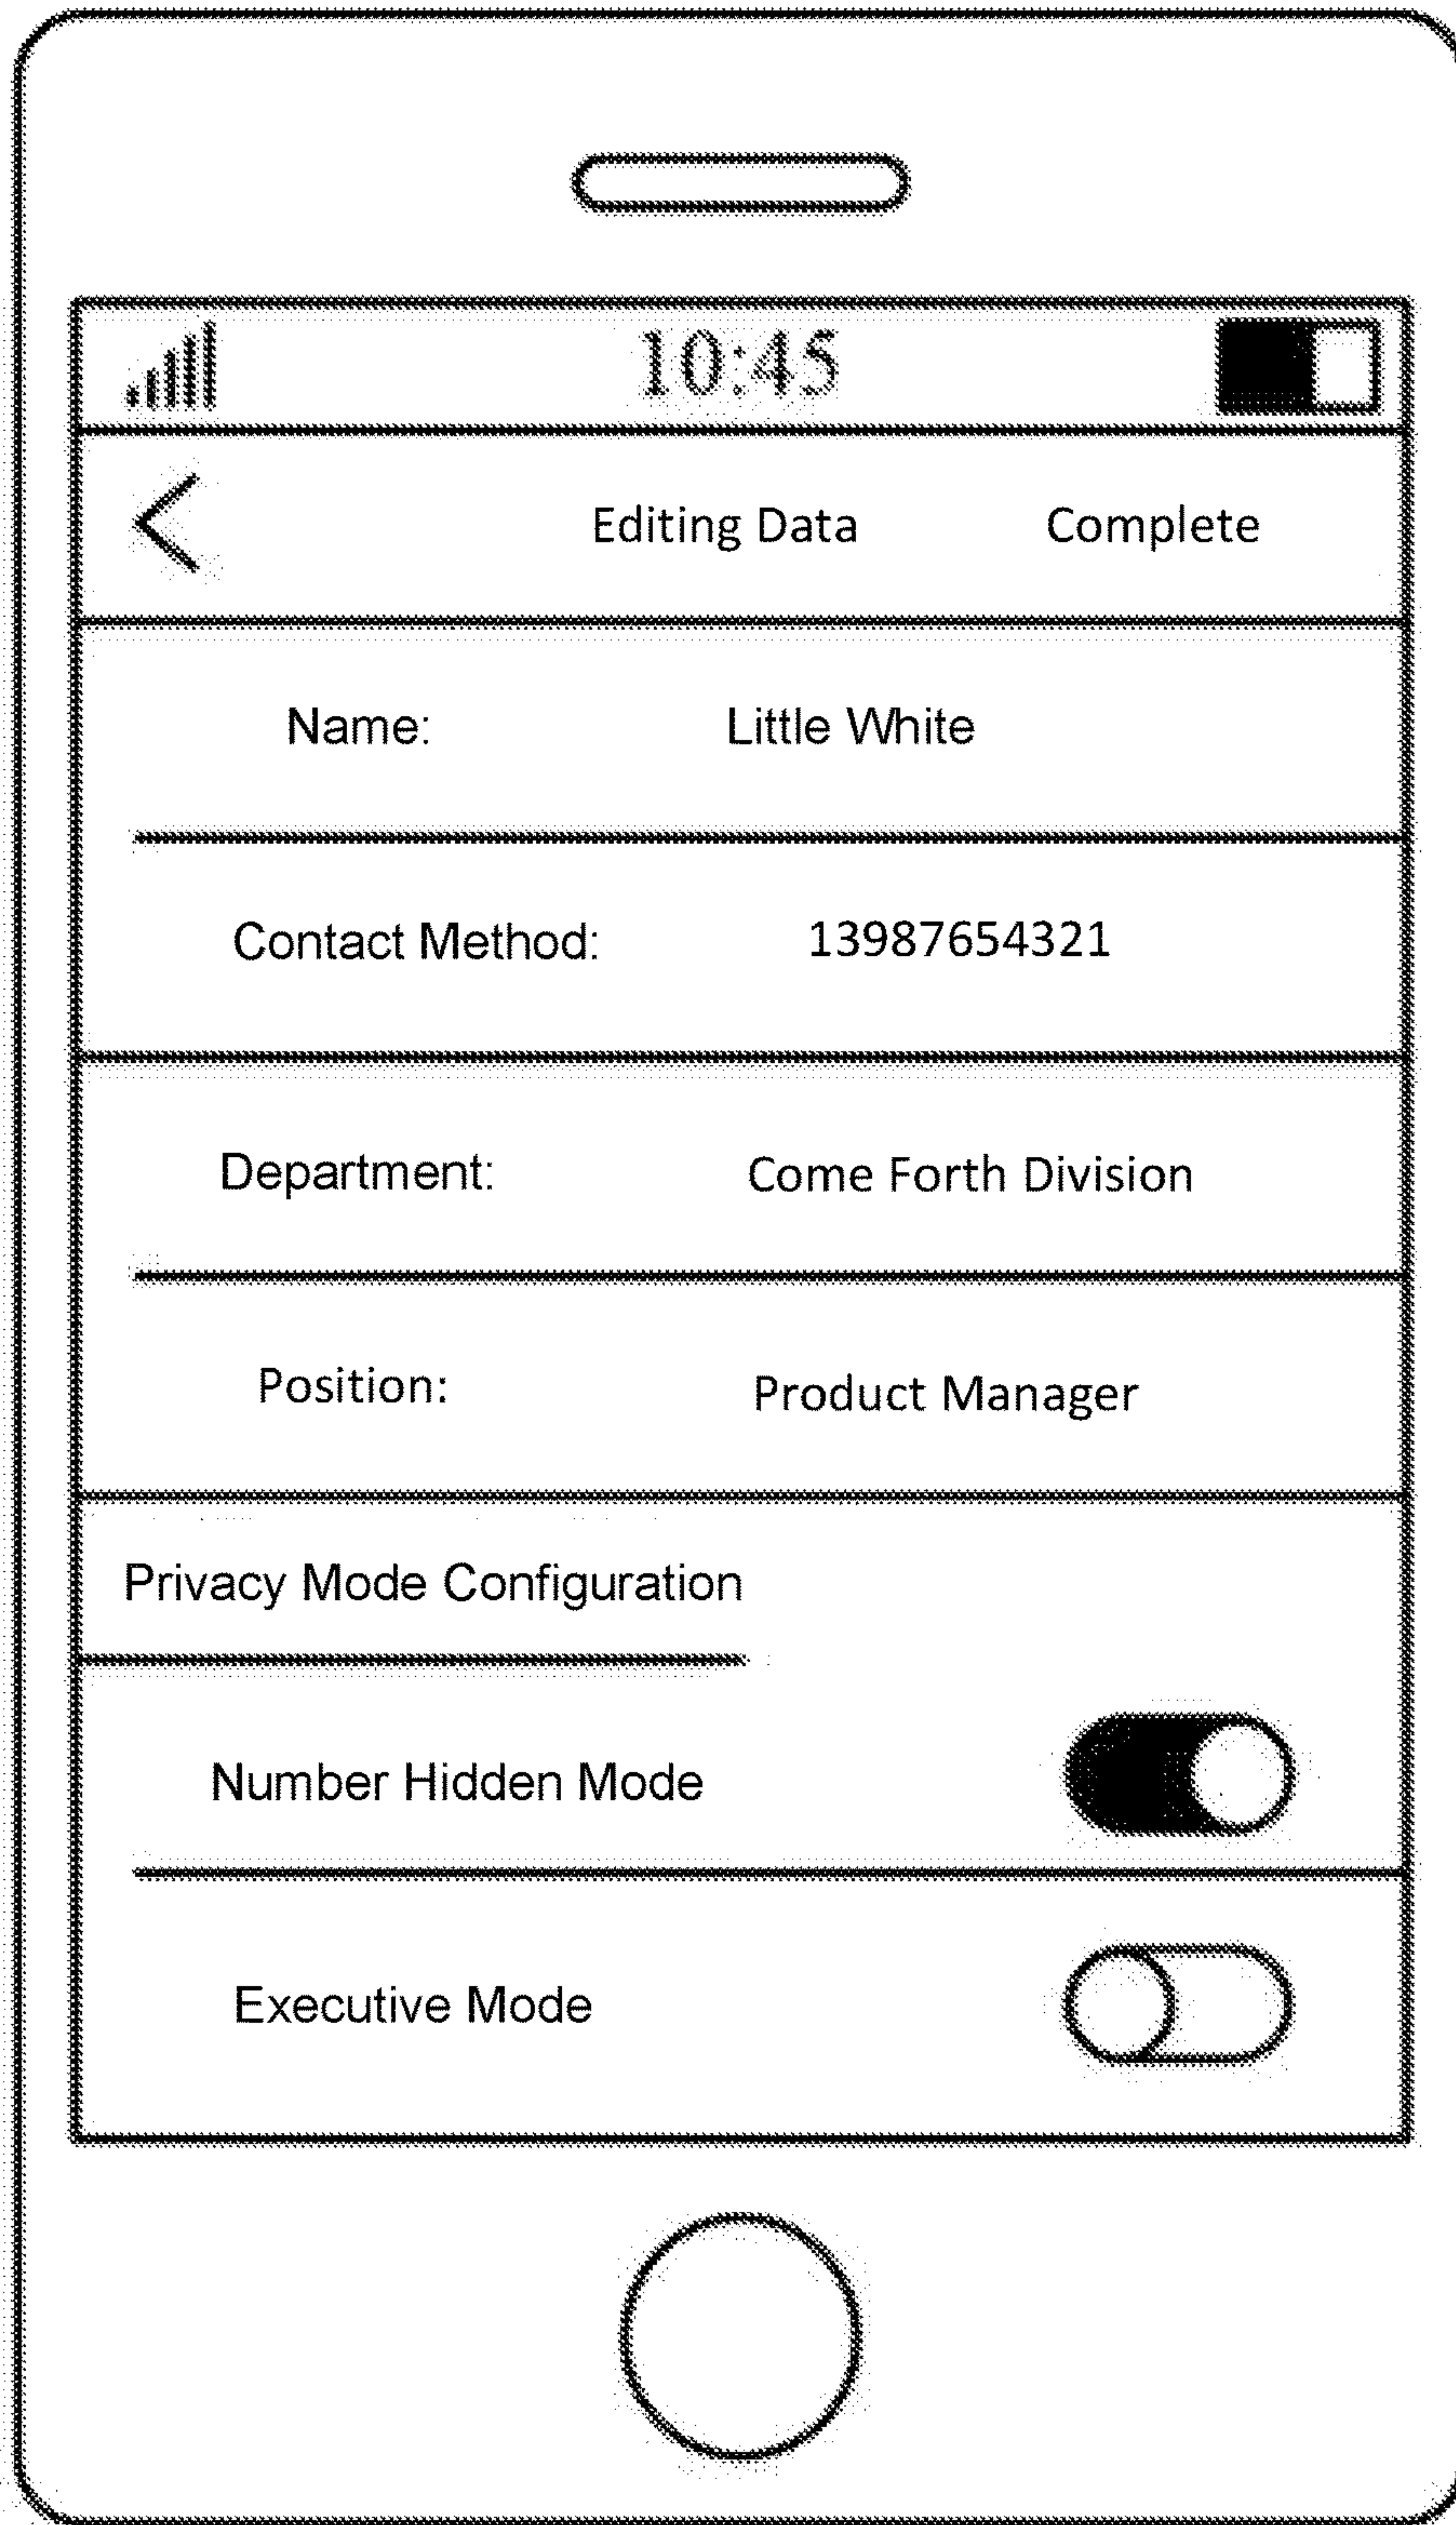 10:45
Editing Data Complete
Name: Little White
Contact Method: 13987654321
Department: Come Forth Division
Position: Product Manager
Privacy Mode Configuration
Number Hidden Mode
Executive Mode